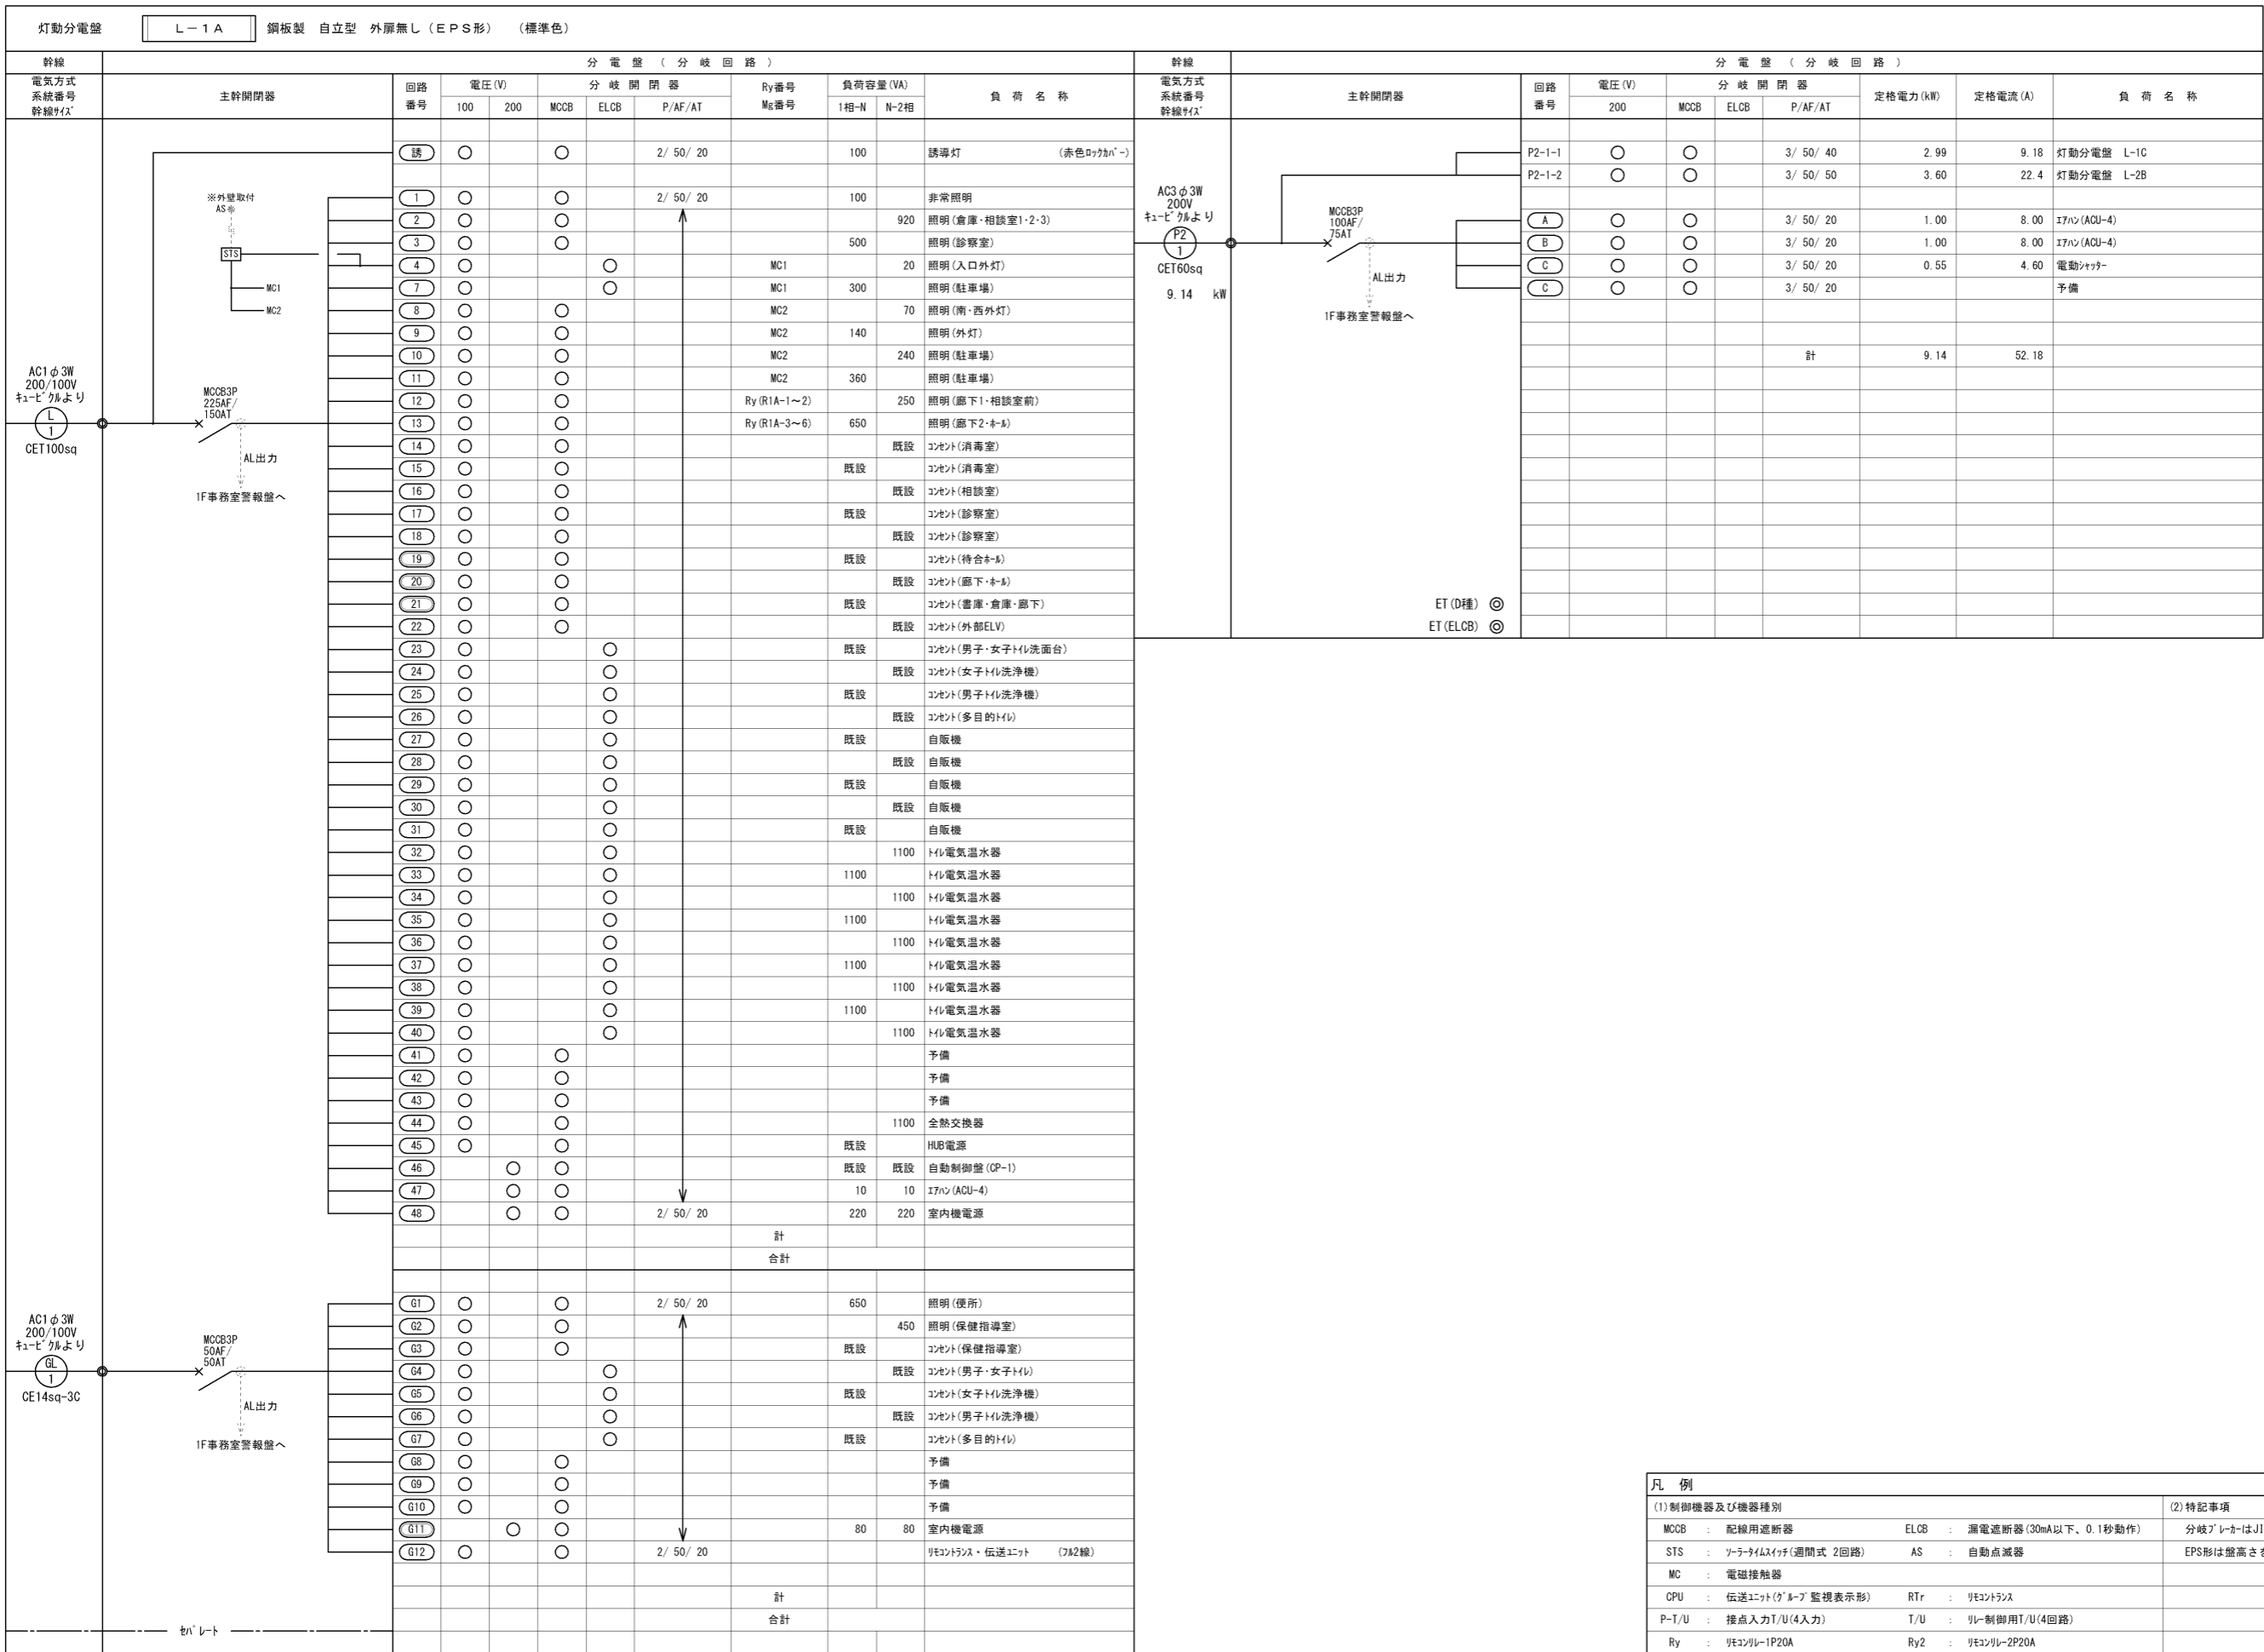 灯動分電盤 L－1A 鋼板製 自立型 外扉無し（EPS形） （標準色）
幹線 分電盤（分岐回路）
電気方式 系統番号 幹線ｻｲｽﾞ 主幹開閉器 回路番号 電圧(V) 分岐開閉器 Ry番号 Mg番号 負荷容量(VA) 負荷名称
100 200 MCCB ELCB P/AF/AT 1相-N N-2相
誘 ○ ○ 2/ 50/ 20 100 誘導灯 (赤色ﾛｯｸｶﾊﾞｰ)
1 ○ ○ 2/ 50/ 20 100 非常照明
2 ○ ○ 920 照明(倉庫･相談室1･2･3)
3 ○ ○ 500 照明(診察室)
4 ○ ○ MC1 20 照明(入口外灯)
7 ○ ○ MC1 300 照明(駐車場)
8 ○ ○ MC2 70 照明(南･西外灯)
9 ○ ○ MC2 140 照明(外灯)
10 ○ ○ MC2 240 照明(駐車場)
11 ○ ○ MC2 360 照明(駐車場)
12 ○ ○ Ry(R1A-1～2) 250 照明(廊下1･相談室前)
13 ○ ○ Ry(R1A-3～6) 650 照明(廊下2･ﾎｰﾙ)
14 ○ ○ 既設 ｺﾝｾﾝﾄ(消毒室)
15 ○ ○ 既設 ｺﾝｾﾝﾄ(消毒室)
16 ○ ○ 既設 ｺﾝｾﾝﾄ(相談室)
17 ○ ○ 既設 ｺﾝｾﾝﾄ(診察室)
18 ○ ○ 既設 ｺﾝｾﾝﾄ(診察室)
19 ○ ○ 既設 ｺﾝｾﾝﾄ(待合ﾎｰﾙ)
20 ○ ○ 既設 ｺﾝｾﾝﾄ(廊下･ﾎｰﾙ)
21 ○ ○ 既設 ｺﾝｾﾝﾄ(書庫･倉庫･廊下)
22 ○ ○ 既設 ｺﾝｾﾝﾄ(外部ELV)
23 ○ ○ 既設 ｺﾝｾﾝﾄ(男子･女子ﾄｲﾚ洗面台)
24 ○ ○ 既設 ｺﾝｾﾝﾄ(女子ﾄｲﾚ洗浄機)
25 ○ ○ 既設 ｺﾝｾﾝﾄ(男子ﾄｲﾚ洗浄機)
26 ○ ○ 既設 ｺﾝｾﾝﾄ(多目的ﾄｲﾚ)
27 ○ ○ 既設 自販機
28 ○ ○ 既設 自販機
29 ○ ○ 既設 自販機
30 ○ ○ 既設 自販機
31 ○ ○ 既設 自販機
32 ○ ○ 1100 ﾄｲﾚ電気温水器
33 ○ ○ 1100 ﾄｲﾚ電気温水器
34 ○ ○ 1100 ﾄｲﾚ電気温水器
35 ○ ○ 1100 ﾄｲﾚ電気温水器
36 ○ ○ 1100 ﾄｲﾚ電気温水器
37 ○ ○ 1100 ﾄｲﾚ電気温水器
38 ○ ○ 1100 ﾄｲﾚ電気温水器
39 ○ ○ 1100 ﾄｲﾚ電気温水器
40 ○ ○ 1100 ﾄｲﾚ電気温水器
41 ○ ○ 予備
42 ○ ○ 予備
43 ○ ○ 予備
44 ○ ○ 1100 全熱交換器
45 ○ ○ 既設 HUB電源
46 ○ ○ 既設 既設 自動制御盤(CP-1)
47 ○ ○ 10 10 ｴｱﾊﾝ(ACU-4)
48 ○ ○ 2/ 50/ 20 220 220 室内機電源
計
合計
※外壁取付
AS
STS
MC1
MC2
AC1φ3W
200/100V
ｷｭｰﾋﾞｸﾙより
L
1
CET100sq
MCCB3P
225AF/
150AT
AL出力
1F事務室警報盤へ
G1 ○ ○ 2/ 50/ 20 650 照明(便所)
G2 ○ ○ 450 照明(保健指導室)
G3 ○ ○ 既設 ｺﾝｾﾝﾄ(保健指導室)
G4 ○ ○ 既設 ｺﾝｾﾝﾄ(男子･女子ﾄｲﾚ)
G5 ○ ○ 既設 ｺﾝｾﾝﾄ(女子ﾄｲﾚ洗浄機)
G6 ○ ○ 既設 ｺﾝｾﾝﾄ(男子ﾄｲﾚ洗浄機)
G7 ○ ○ 既設 ｺﾝｾﾝﾄ(多目的ﾄｲﾚ)
G8 ○ ○ 予備
G9 ○ ○ 予備
G10 ○ ○ 予備
G11 ○ ○ 80 80 室内機電源
G12 ○ ○ 2/ 50/ 20 ﾘﾓｺﾝﾄﾗﾝｽ・伝送ﾕﾆｯﾄ (ﾌﾙ2線)
計
合計
AC1φ3W
200/100V
ｷｭｰﾋﾞｸﾙより
GL
1
CE14sq-3C
MCCB3P
50AF/
50AT
AL出力
1F事務室警報盤へ
ｾﾊﾟﾚｰﾄ
幹線 分電盤（分岐回路）
電気方式 系統番号 幹線ｻｲｽﾞ 主幹開閉器 回路番号 電圧(V) 分岐開閉器 定格電力(kW) 定格電流(A) 負荷名称
200 MCCB ELCB P/AF/AT
P2-1-1 ○ ○ 3/ 50/ 40 2.99 9.18 灯動分電盤 L-1C
P2-1-2 ○ ○ 3/ 50/ 50 3.60 22.4 灯動分電盤 L-2B
A ○ ○ 3/ 50/ 20 1.00 8.00 ｴｱﾊﾝ(ACU-4)
B ○ ○ 3/ 50/ 20 1.00 8.00 ｴｱﾊﾝ(ACU-4)
C ○ ○ 3/ 50/ 20 0.55 4.60 電動ｼｬｯﾀｰ
C ○ ○ 3/ 50/ 20 予備
計 9.14 52.18
AC3φ3W
200V
ｷｭｰﾋﾞｸﾙより
P2
1
CET60sq
9.14 kW
MCCB3P
100AF/
75AT
AL出力
1F事務室警報盤へ
ET(D種) ◎
ET(ELCB) ◎
凡 例
(1)制御機器及び機器種別 (2)特記事項
MCCB : 配線用遮断器 ELCB : 漏電遮断器(30mA以下、0.1秒動作) 分岐ﾌﾞﾚｰｶｰはJI
STS : ｿｰﾗｰﾀｲﾑｽｲｯﾁ(週間式 2回路) AS : 自動点滅器 EPS形は盤高さを
MC : 電磁接触器
CPU : 伝送ﾕﾆｯﾄ(ｸﾞﾙｰﾌﾟ監視表示形) RTr : ﾘﾓｺﾝﾄﾗﾝｽ
P-T/U : 接点入力T/U(4入力) T/U : ﾘﾚｰ制御用T/U(4回路)
Ry : ﾘﾓｺﾝﾘﾚｰ1P20A Ry2 : ﾘﾓｺﾝﾘﾚｰ2P20A